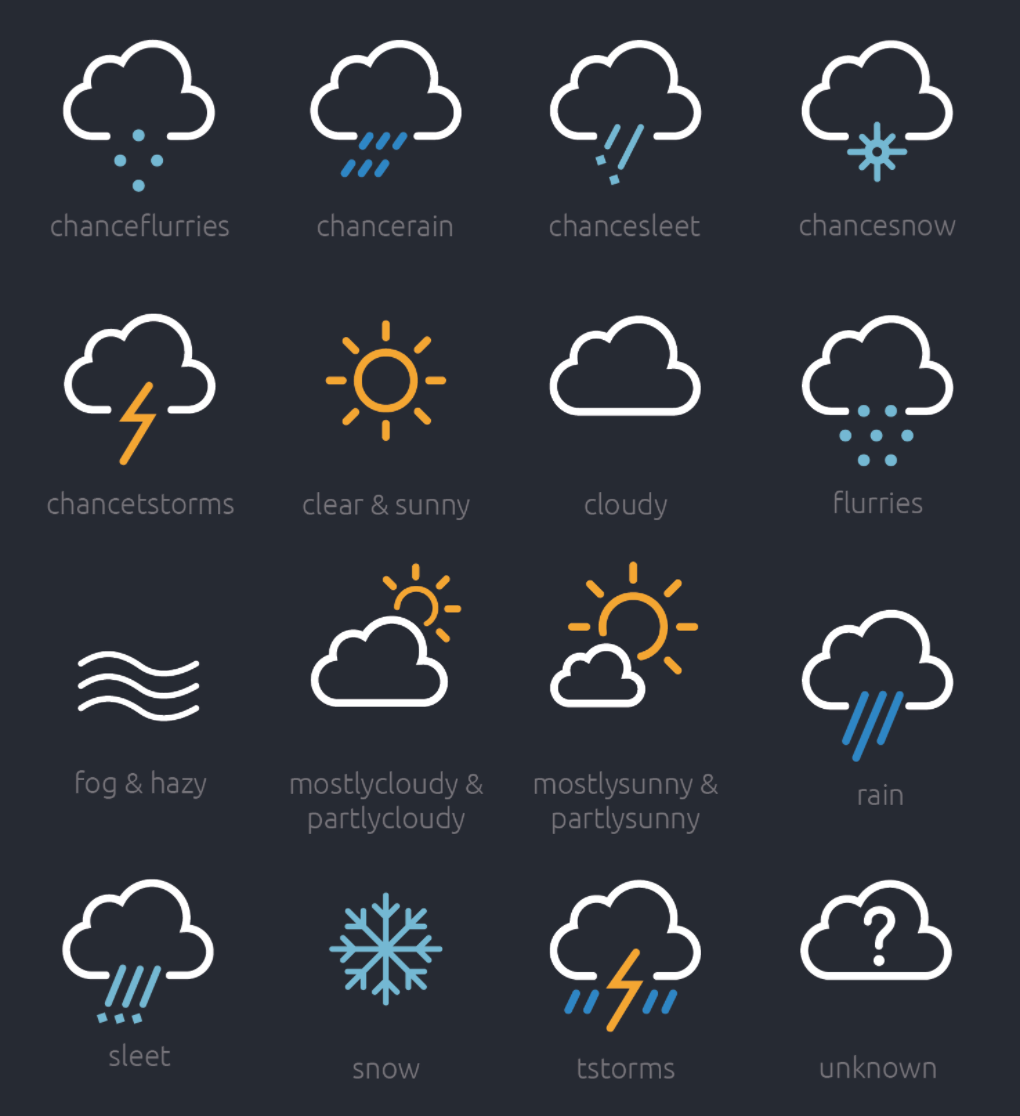 chanceflurries
chancerain
chancesleet
chancesnow
chancetstorms
clear & sunny
cloudy
flurries
fog & hazy
mostlycloudy &
partlycloudy
mostlysunny &
partlysunny
rain
sleet
snow
tstorms
?
unknown